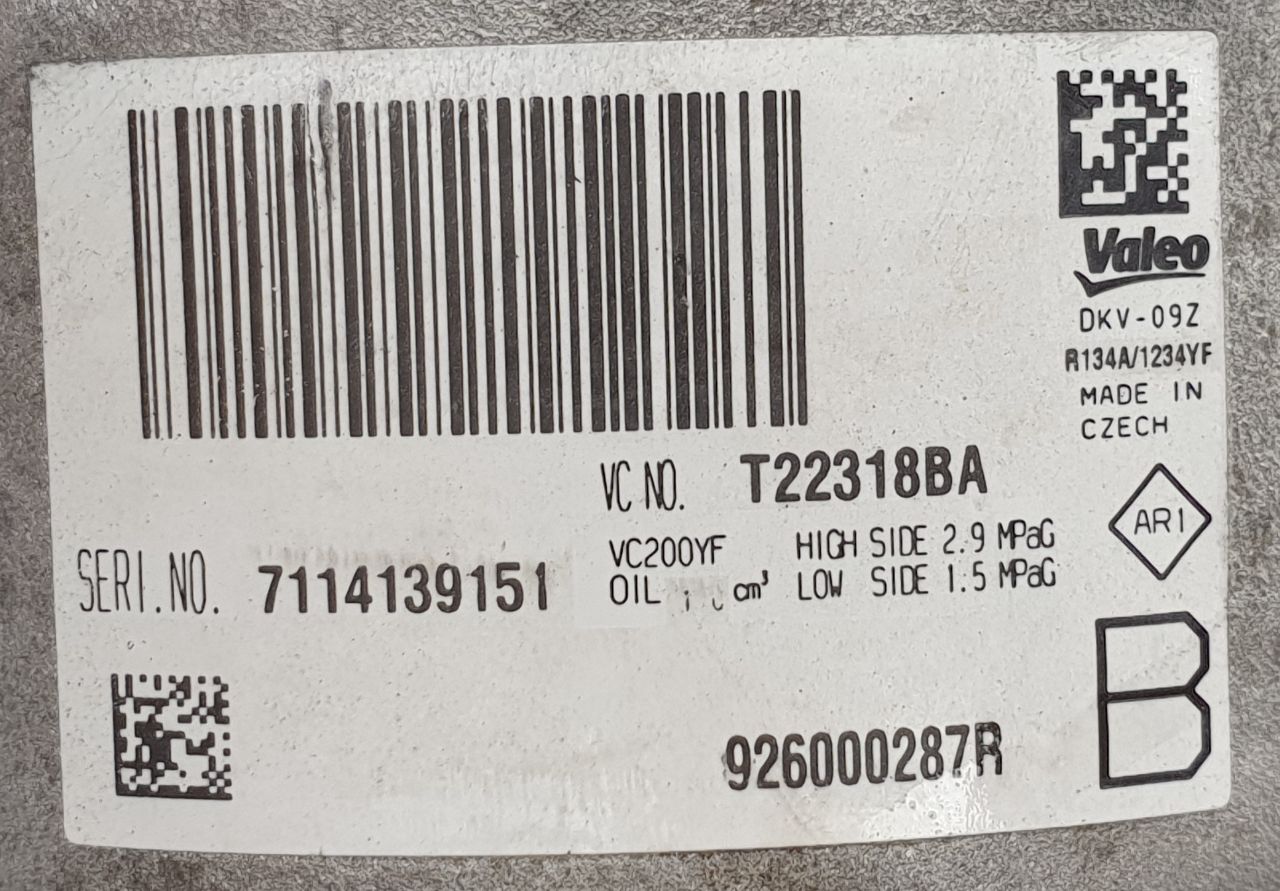 Valeo
DKV-09Z
R134A/1234YF
MADE IN
CZECH
VC NO. T22318BA
AR1
SERI.NO. 7114139151
VC200YF HIGH SIDE 2.9 MPaG
OIL cm³ LOW SIDE 1.5 MPaG
B
926000287R